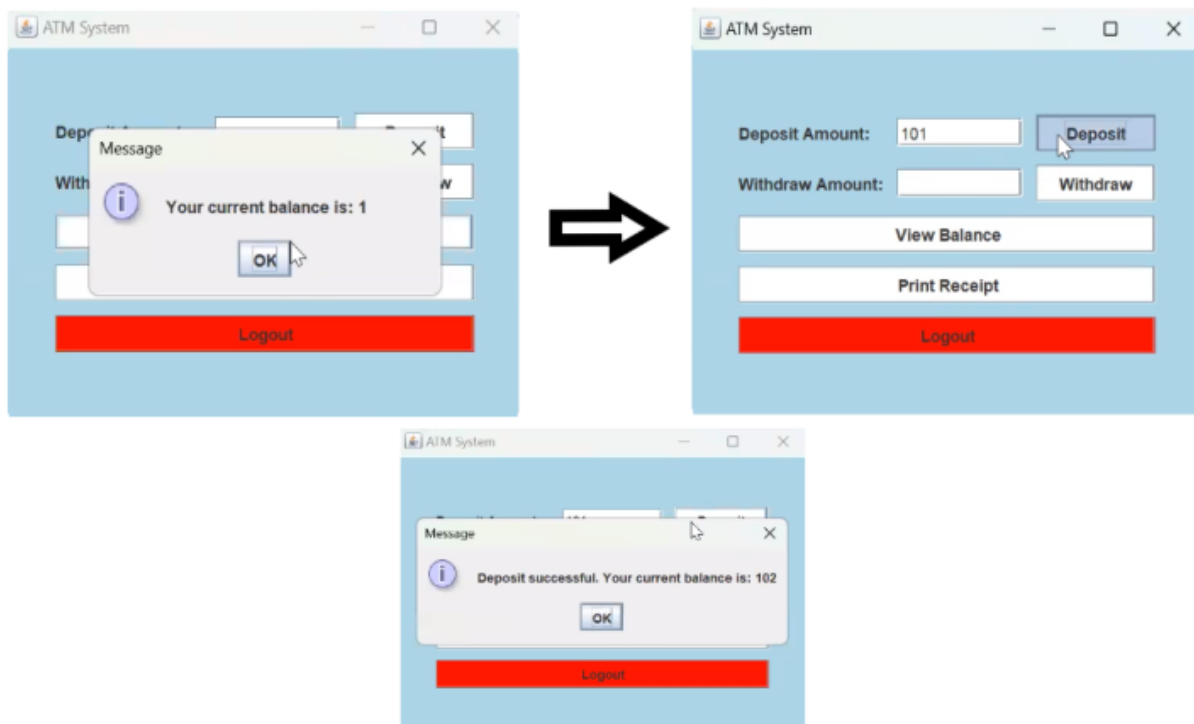 ATM System
Message
Your current balance is: 1
OK
Logout
ATM System
Deposit Amount: 101 Deposit
Withdraw Amount: Withdraw
View Balance
Print Receipt
Logout
ATM System
Message
Deposit successful. Your current balance is: 102
OK
Logout